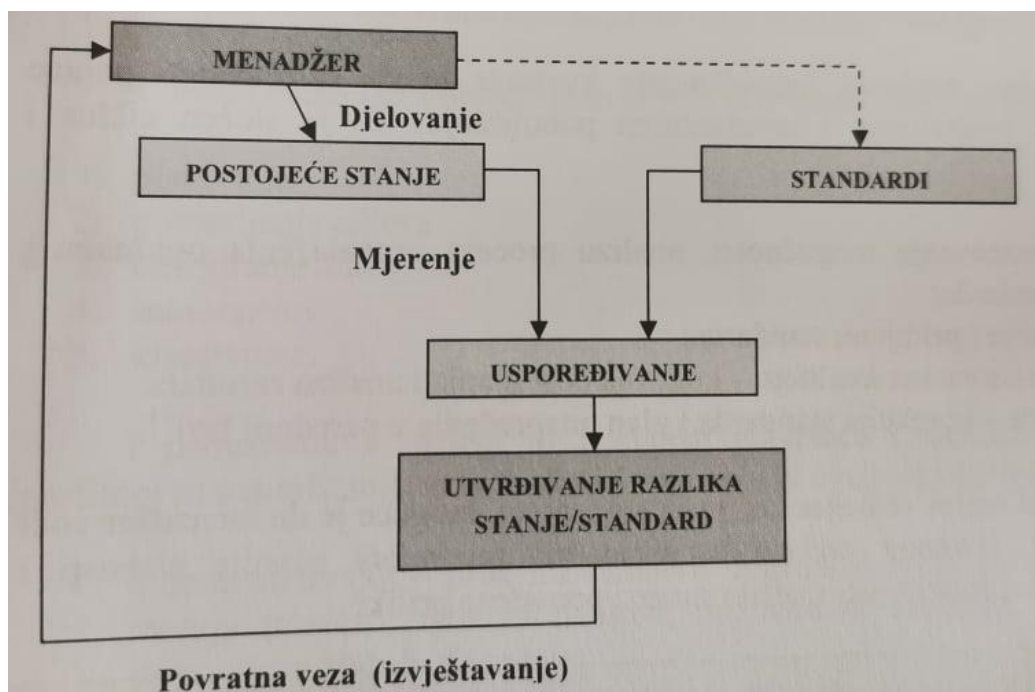 MENADŽER
Djelovanje
POSTOJEĆE STANJE
STANDARDI
Mjerenje
USPOREĐIVANJE
UTVRĐIVANJE RAZLIKA
STANJE/STANDARD
Povratna veza (izvještavanje)